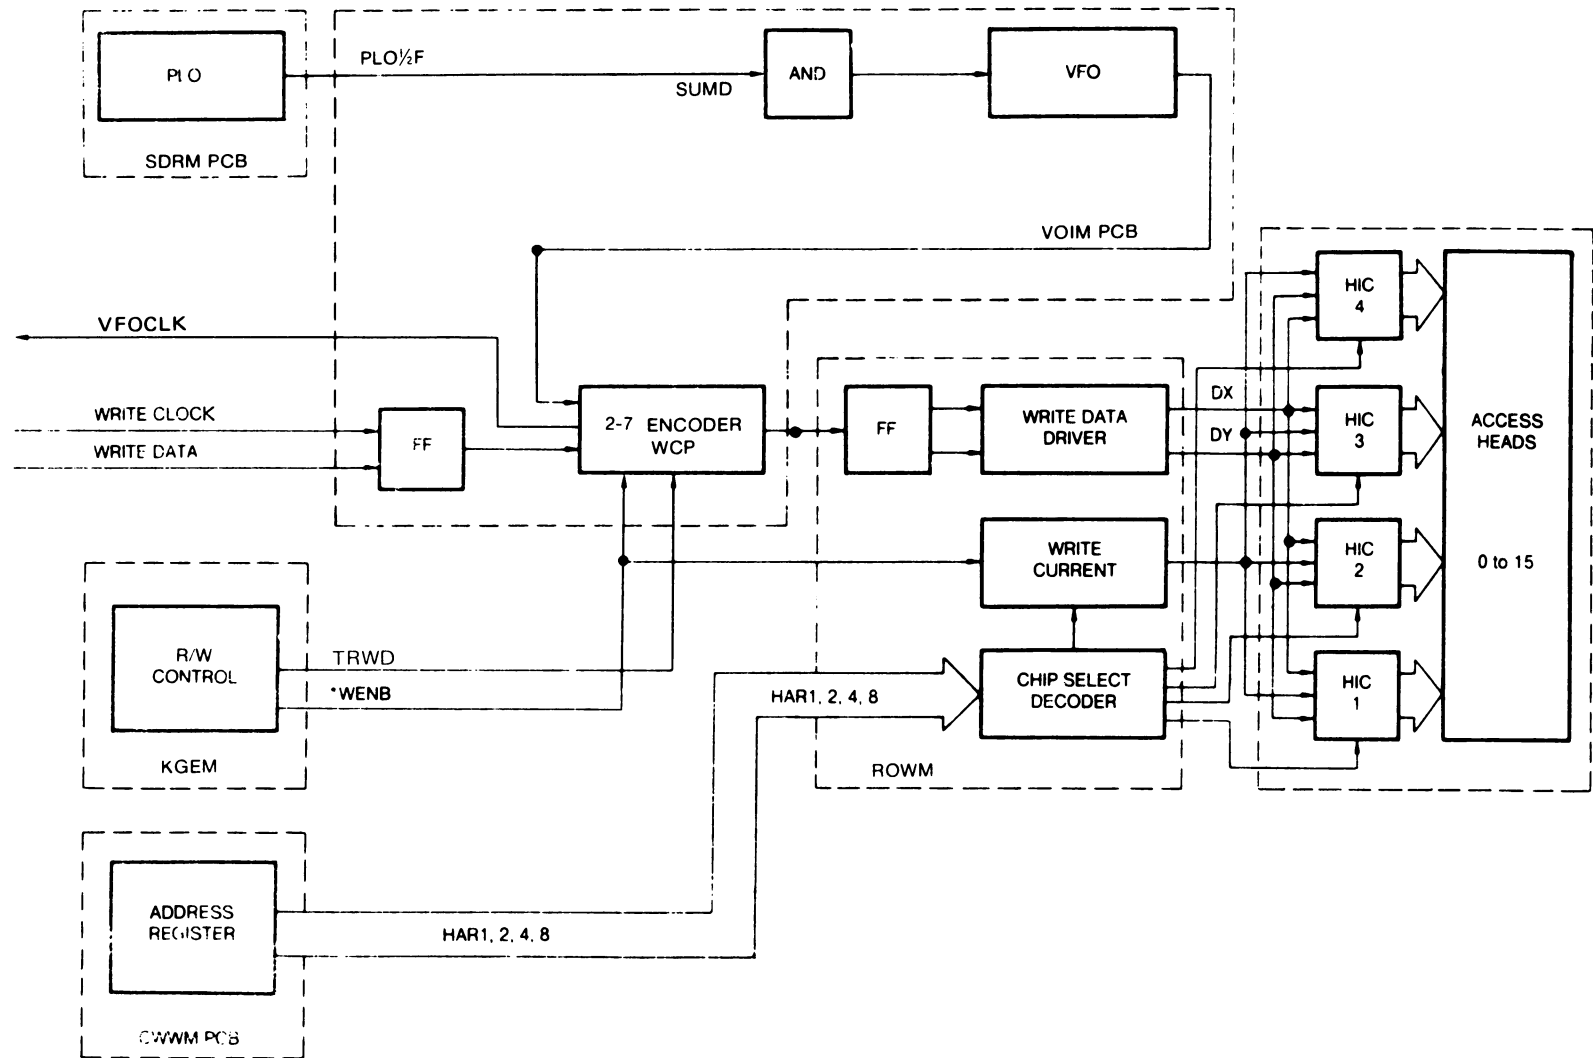 PLO
SDRM PCB
PLO½F
SUMD
AND
VFO
VOIM PCB
VFOCLK
WRITE CLOCK
WRITE DATA
FF
2-7 ENCODER
WCP
FF
WRITE DATA
DRIVER
DX
DY
HIC
4
HIC
3
HIC
2
HIC
1
ACCESS
HEADS
0 to 15
WRITE
CURRENT
R/W
CONTROL
TRWD
*WENB
KGEM
HAR1, 2, 4, 8
CHIP SELECT
DECODER
ROWM
ADDRESS
REGISTER
HAR1, 2, 4, 8
CWWM PCB